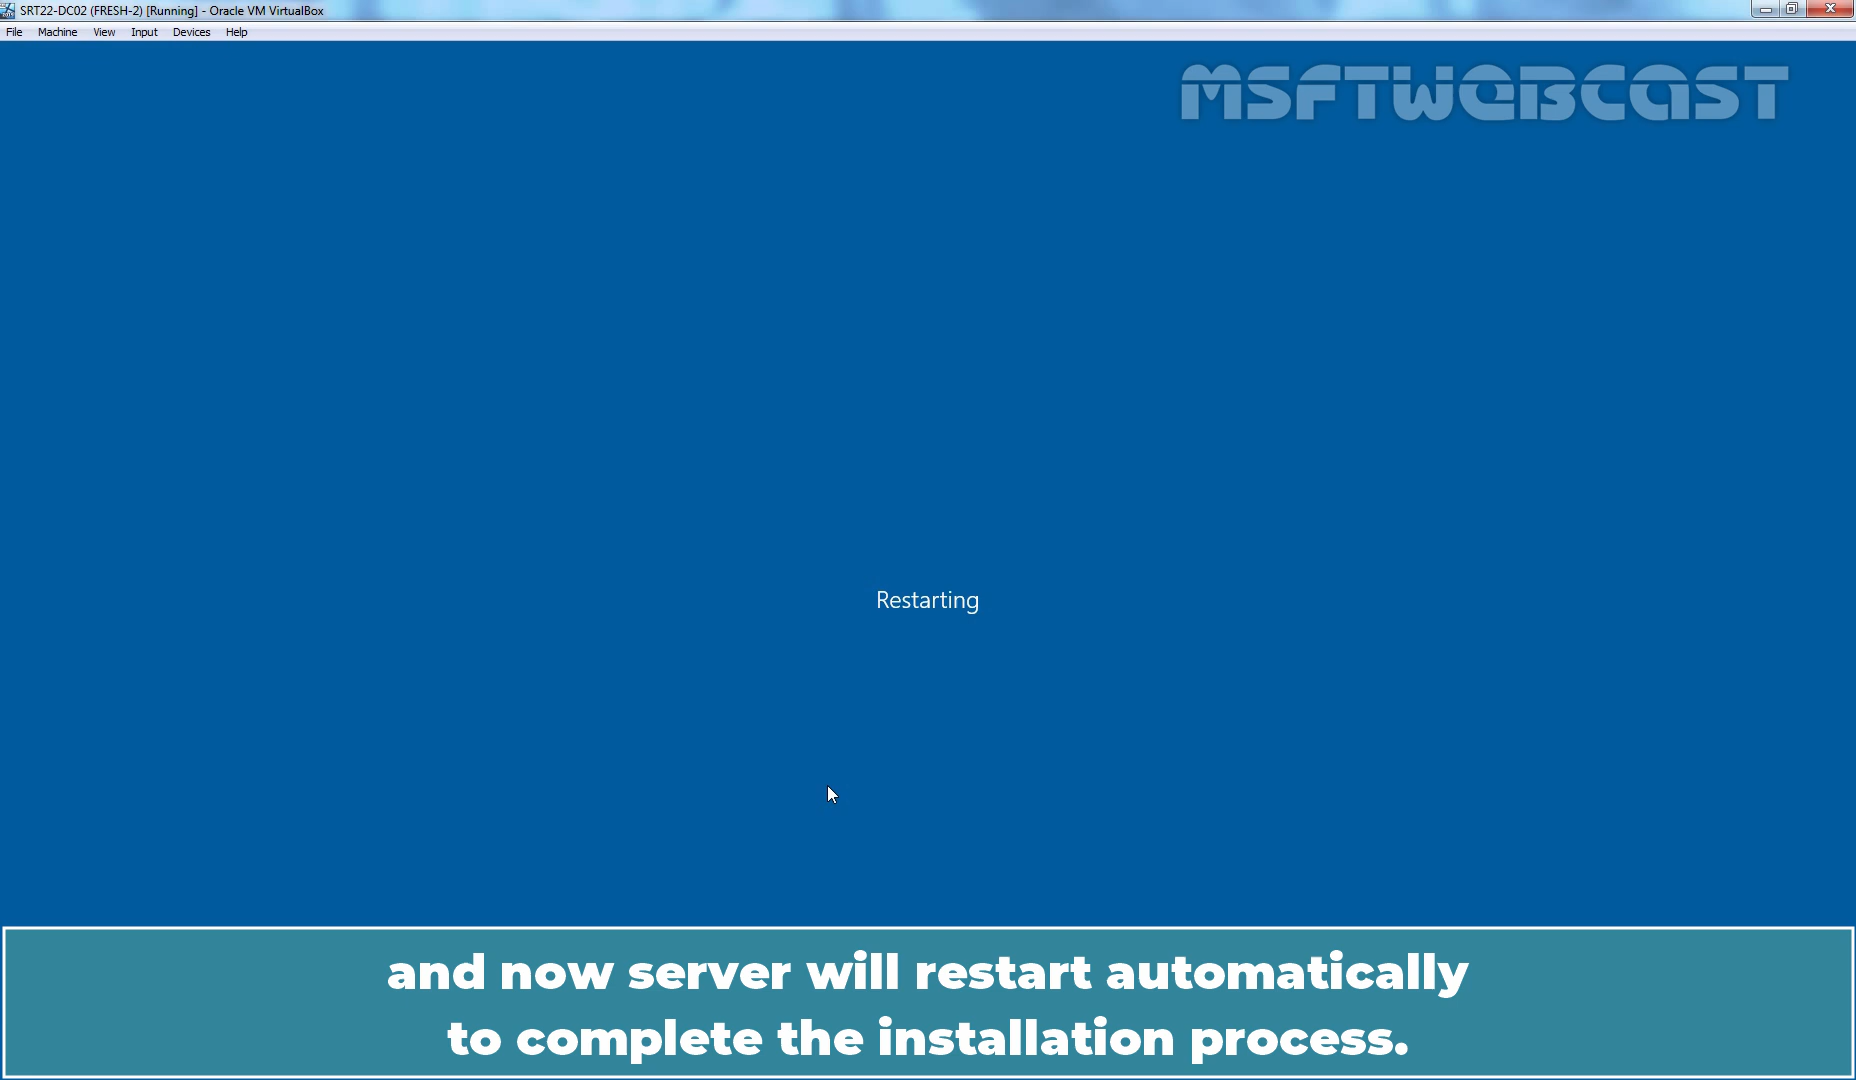 SRT22-DC02 (FRESH-2) [Running] - Oracle VM VirtualBox
File Machine View Input Devices Help
MSFTWEBCAST
Restarting
and now server will restart automatically
to complete the installation process.